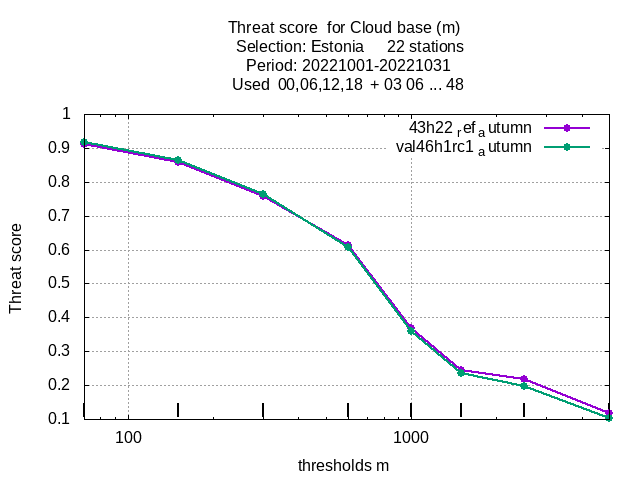 Threat score  for Cloud base (m)
Selection: Estonia     22 stations
Period: 20221001-20221031
Used  00,06,12,18  + 03 06 ... 48
43h22 ref autumn
val46h1rc1 autumn
Threat score
1
0.9
0.8
0.7
0.6
0.5
0.4
0.3
0.2
0.1
100
1000
thresholds m